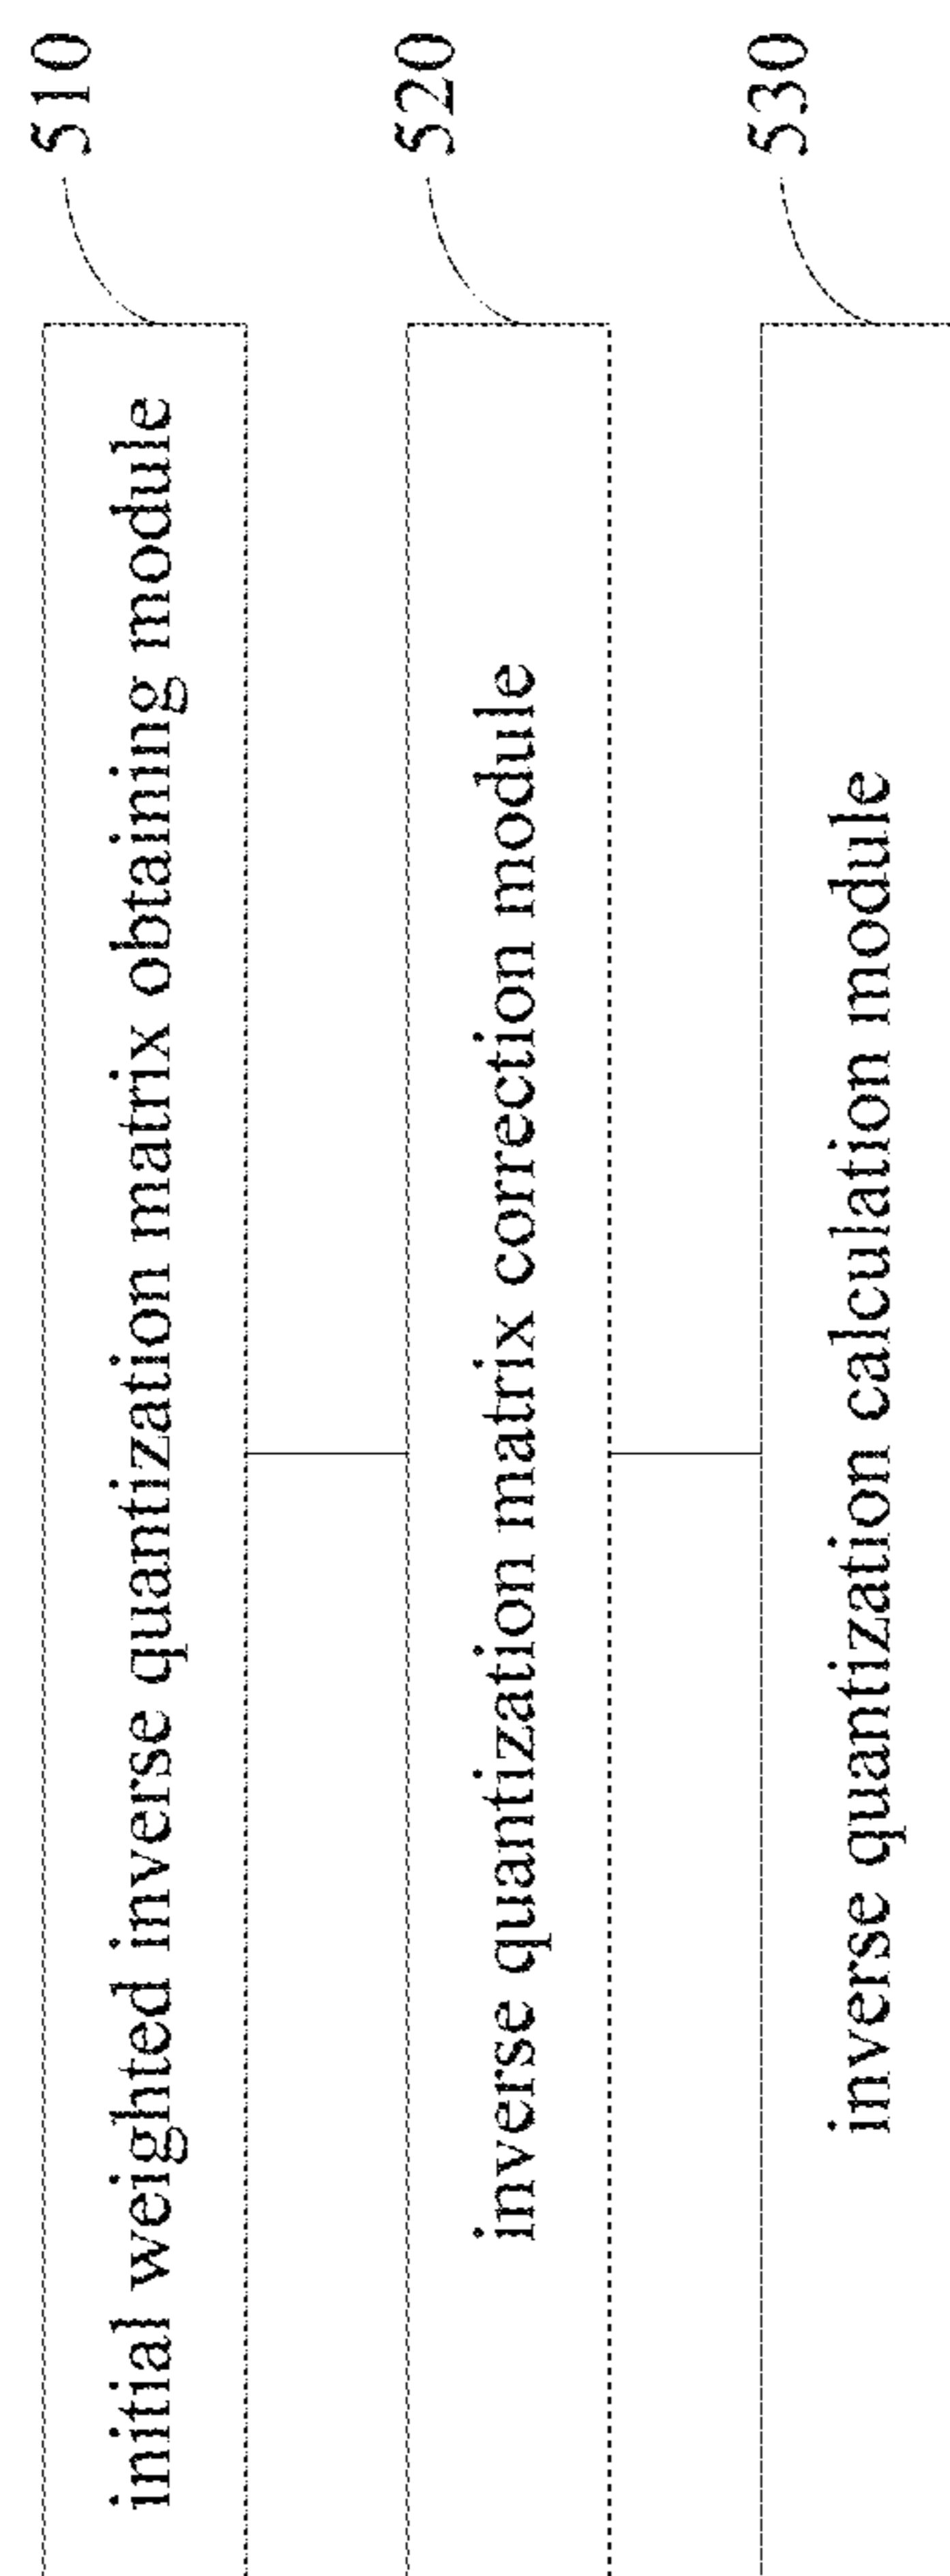 initial weighted inverse quantization matrix obtaining module
510
inverse quantization matrix correction module
520
inverse quantization calculation module
530